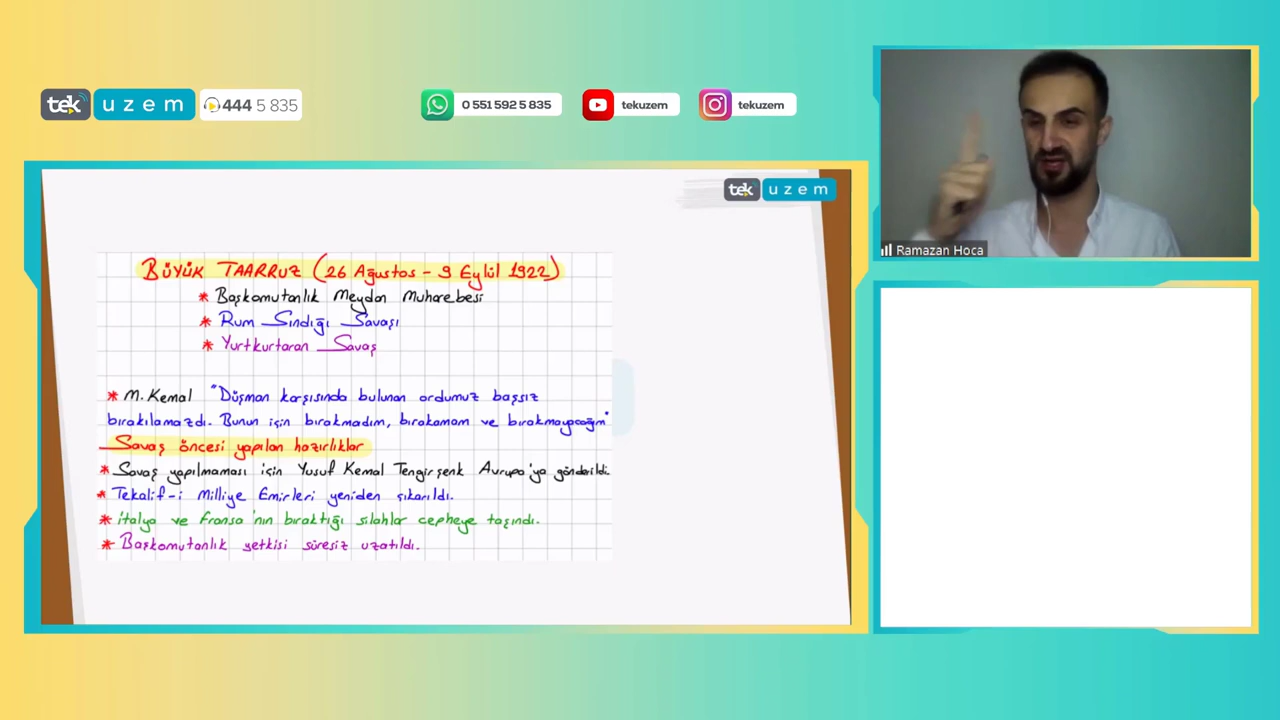 tek uzem 444 5 835
0 551 592 5 835
tekuzem
tekuzem
tek uzem
BÜYÜK TAARRUZ (26 Ağustos - 9 Eylül 1922)
* Başkomutanlık Meydan Muharebesi
* Rum Sındığı Savaşı
* Yurtkurtaran Savaş
* M. Kemal "Düşman karşısında bulunan ordumuz başsız
bırakılamazdı. Bunun için bırakmadım, bırakamam ve bırakmayacağım"
Savaş öncesi yapılan hazırlıklar
* Savaş yapılmaması için Yusuf Kemal Tengirşenk Avrupa'ya gönderildi.
* Tekalif-i Milliye Emirleri yeniden çıkarıldı.
* İtalya ve Fransa'nın bıraktığı silahlar cepheye taşındı.
* Başkomutanlık yetkisi süresiz uzatıldı.
Ramazan Hoca